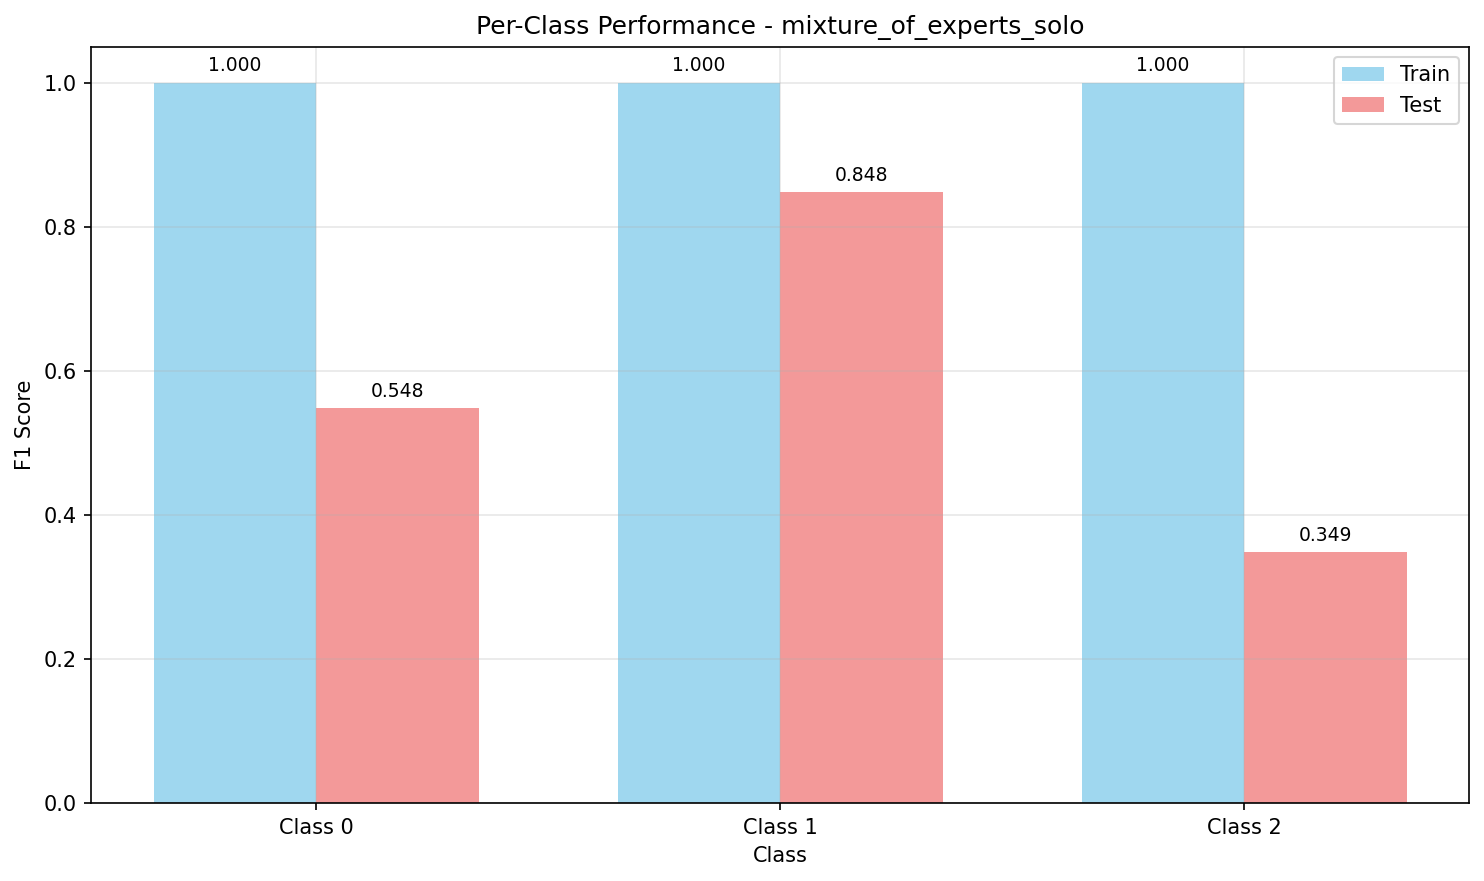 Per-Class Performance - mixture_of_experts_solo
1.000
1.000
1.000
Train
Test
0.848
0.548
0.349
F1 Score
1.0
0.8
0.6
0.4
0.2
0.0
Class 0
Class 1
Class 2
Class